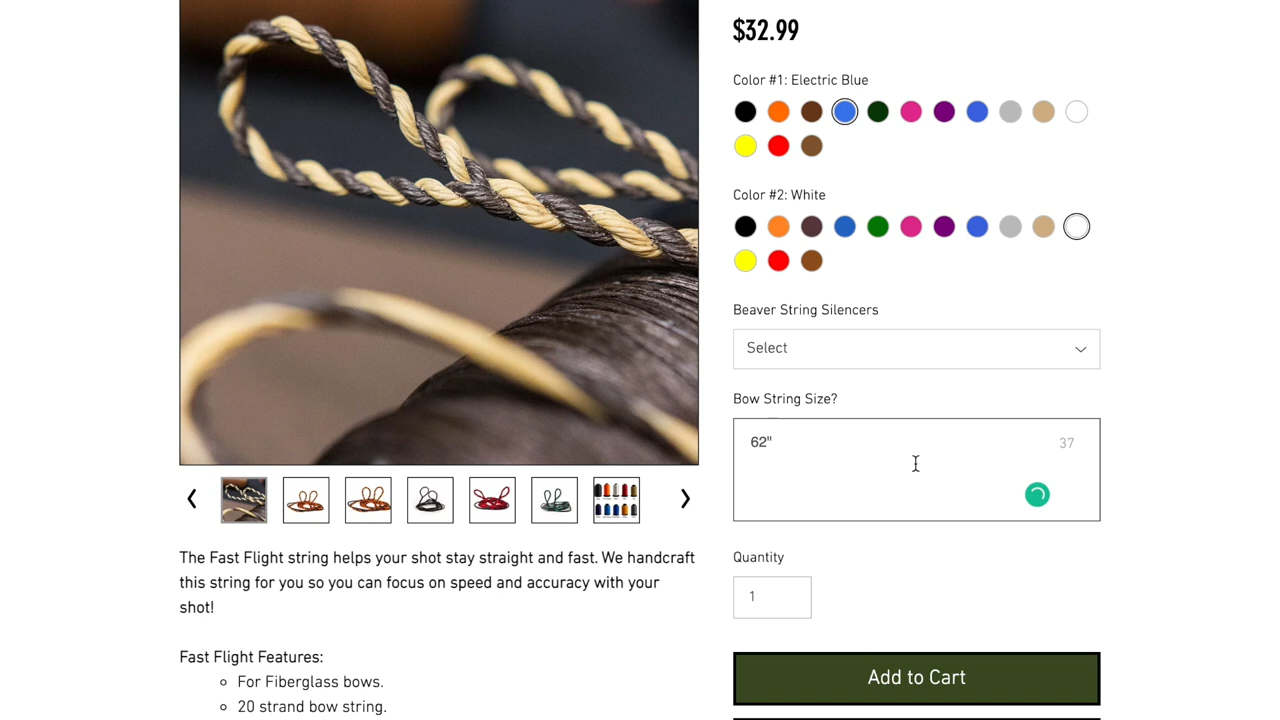 $32.99
Color #1: Electric Blue
Color #2: White
Beaver String Silencers
Select
Bow String Size?
62"
37
The Fast Flight string helps your shot stay straight and fast. We handcraft
this string for you so you can focus on speed and accuracy with your
shot!
Fast Flight Features:
For Fiberglass bows.
20 strand bow string.
Quantity
1
Add to Cart